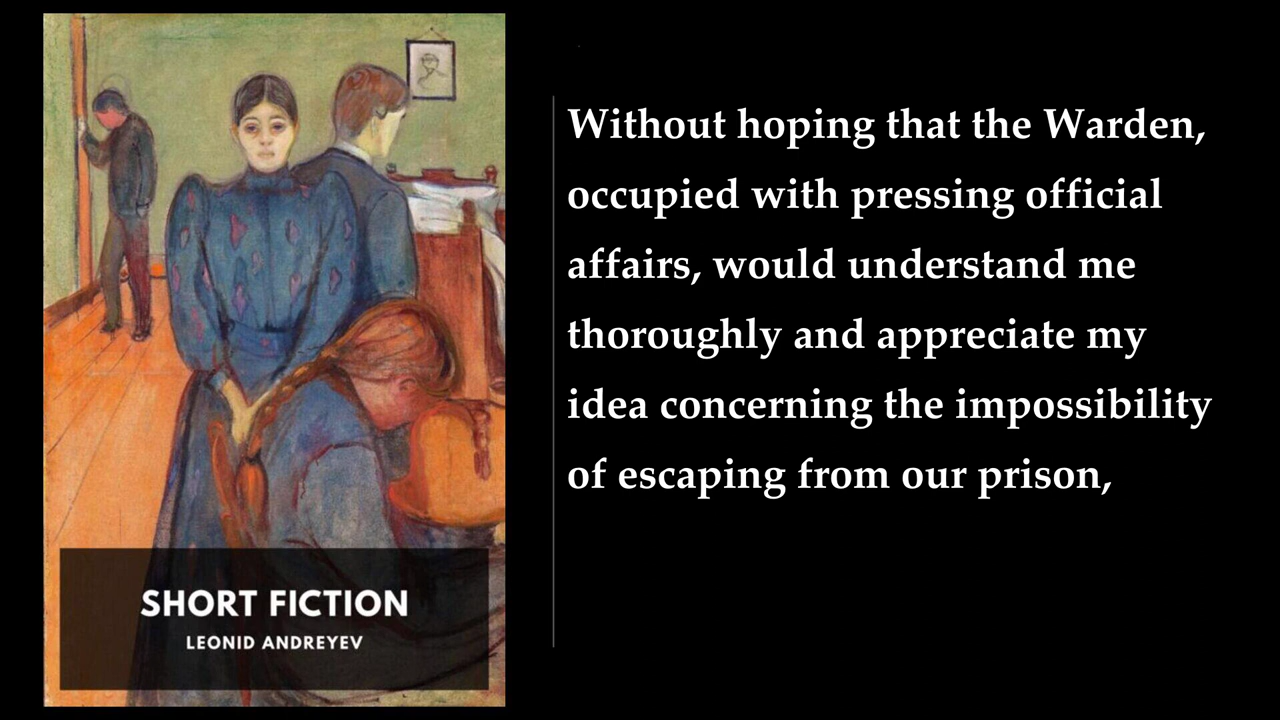 Without hoping that the Warden,
occupied with pressing official
affairs, would understand me
thoroughly and appreciate my
idea concerning the impossibility
of escaping from our prison,
SHORT FICTION
LEONID ANDREYEV